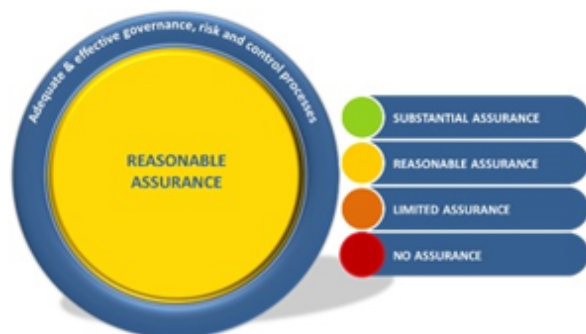 Adequate & effective governance, risk and control processes
REASONABLE
ASSURANCE
SUBSTANTIAL ASSURANCE
REASONABLE ASSURANCE
LIMITED ASSURANCE
NO ASSURANCE